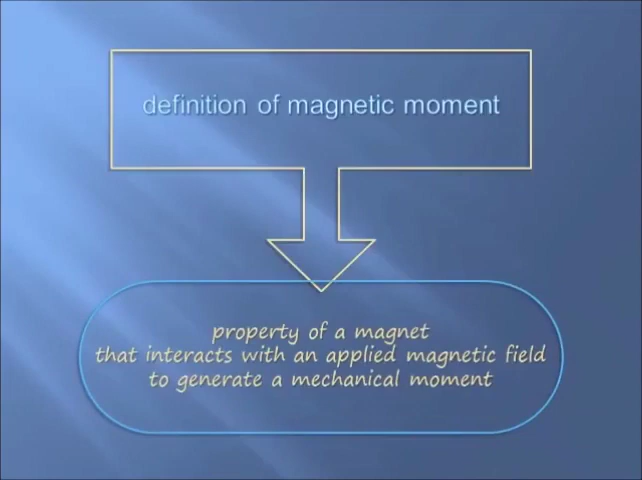 definition of magnetic moment
property of a magnet
that interacts with an applied magnetic field
to generate a mechanical moment